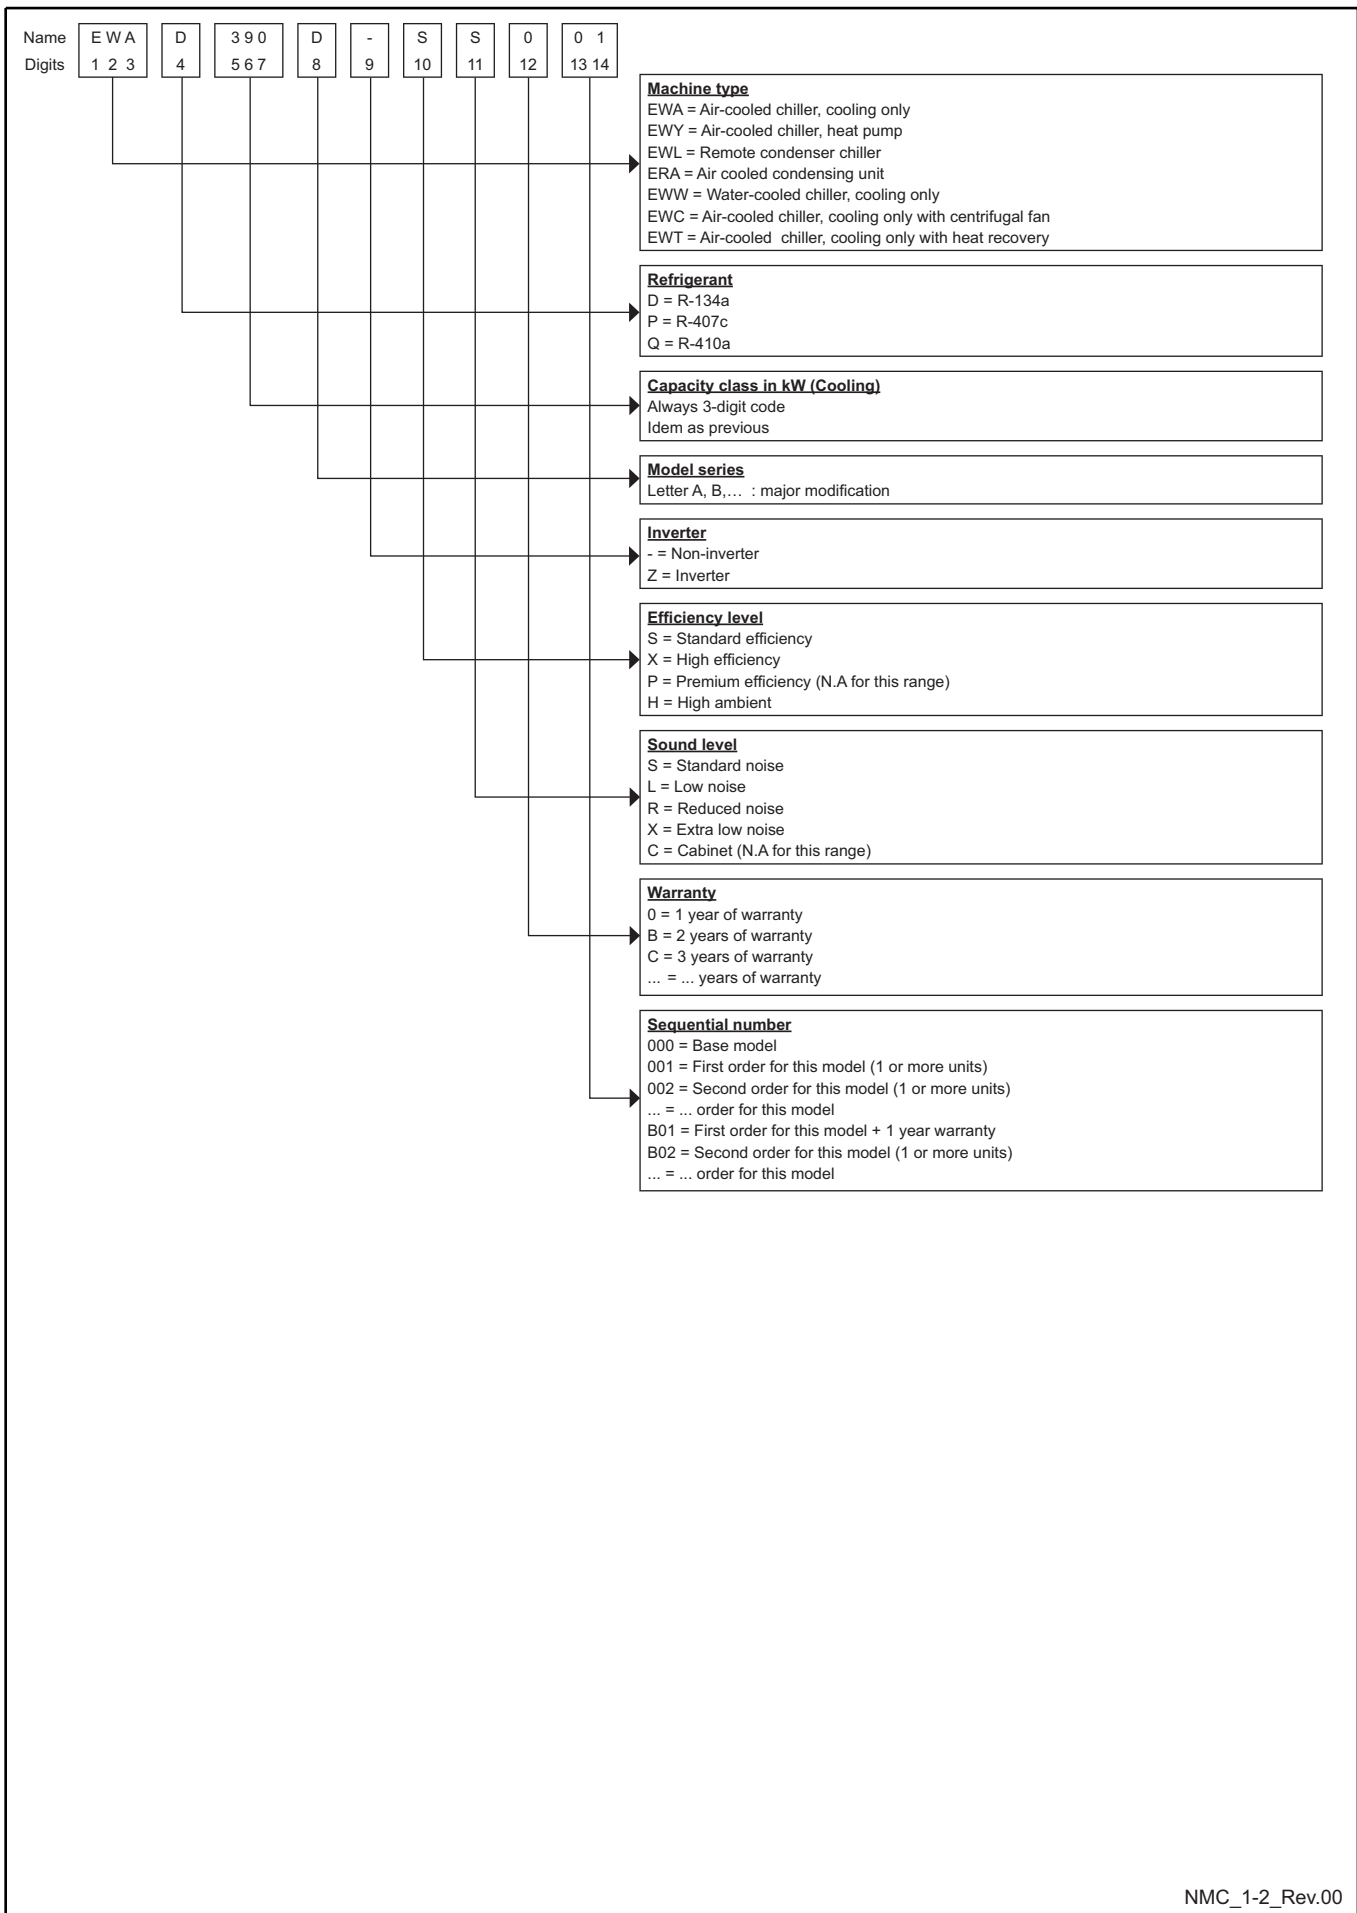 Name E W A D 3 9 0 D - S S 0 0 1
Digits 1 2 3 4 5 6 7 8 9 10 11 12 13 14
Machine type
EWA = Air-cooled chiller, cooling only
EWY = Air-cooled chiller, heat pump
EWL = Remote condenser chiller
ERA = Air cooled condensing unit
EWW = Water-cooled chiller, cooling only
EWC = Air-cooled chiller, cooling only with centrifugal fan
EWT = Air-cooled chiller, cooling only with heat recovery
Refrigerant
D = R-134a
P = R-407c
Q = R-410a
Capacity class in kW (Cooling)
Always 3-digit code
Idem as previous
Model series
Letter A, B,… : major modification
Inverter
- = Non-inverter
Z = Inverter
Efficiency level
S = Standard efficiency
X = High efficiency
P = Premium efficiency (N.A for this range)
H = High ambient
Sound level
S = Standard noise
L = Low noise
R = Reduced noise
X = Extra low noise
C = Cabinet (N.A for this range)
Warranty
0 = 1 year of warranty
B = 2 years of warranty
C = 3 years of warranty
... = ... years of warranty
Sequential number
000 = Base model
001 = First order for this model (1 or more units)
002 = Second order for this model (1 or more units)
... = ... order for this model
B01 = First order for this model + 1 year warranty
B02 = Second order for this model (1 or more units)
... = ... order for this model
NMC_1-2_Rev.00